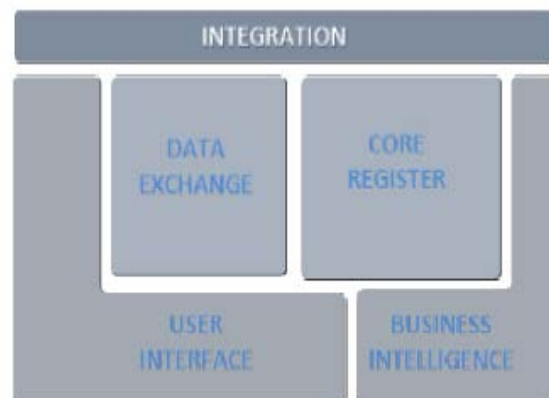 INTEGRATION
DATA
EXCHANGE
CORE
REGISTER
USER
INTERFACE
BUSINESS
INTELLIGENCE